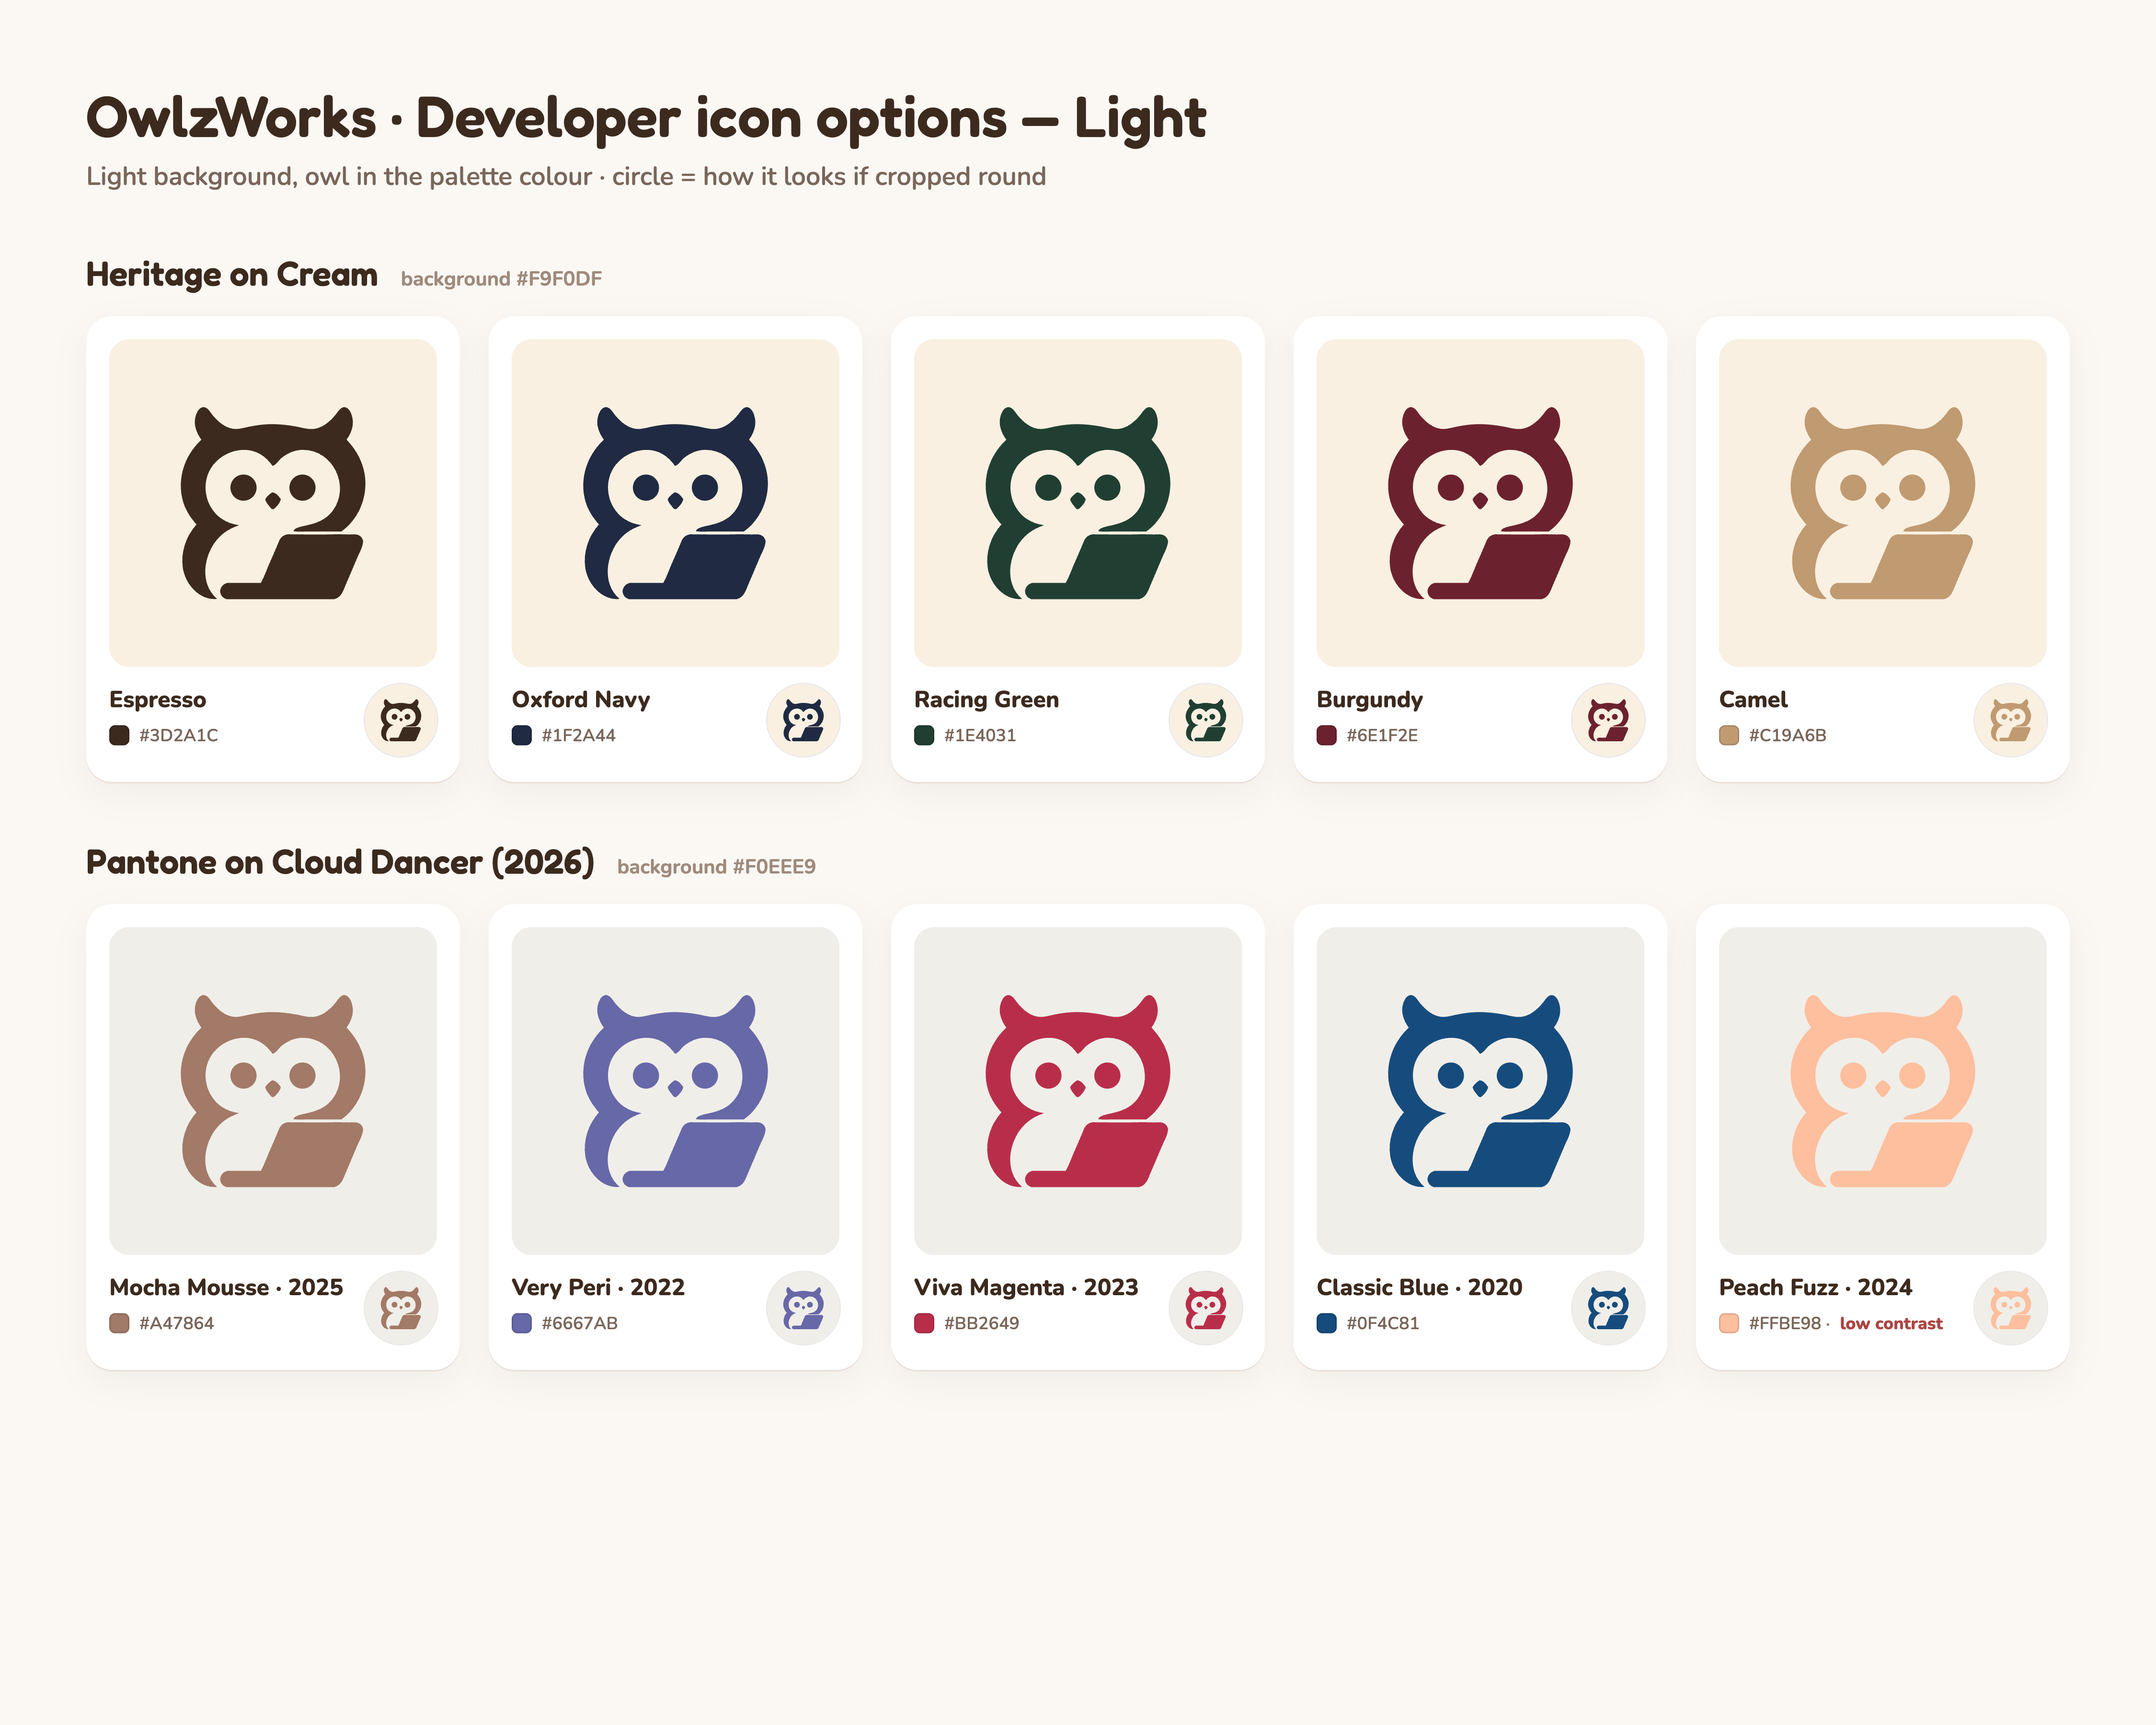 OwlzWorks · Developer icon options — Light
Light background, owl in the palette colour · circle = how it looks if cropped round
Heritage on Cream background #F9F0DF
Espresso
#3D2A1C
Oxford Navy
#1F2A44
Racing Green
#1E4031
Burgundy
#6E1F2E
Camel
#C19A6B
Pantone on Cloud Dancer (2026) background #F0EEE9
Mocha Mousse · 2025
#A47864
Very Peri · 2022
#6667AB
Viva Magenta · 2023
#BB2649
Classic Blue · 2020
#0F4C81
Peach Fuzz · 2024
#FFBE98 · low contrast